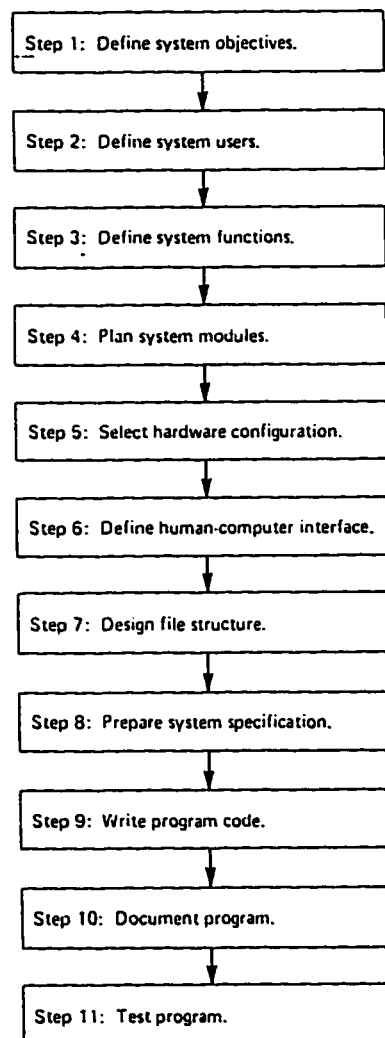 Step 1: Define system objectives.
Step 2: Define system users.
Step 3: Define system functions.
Step 4: Plan system modules.
Step 5: Select hardware configuration.
Step 6: Define human-computer interface.
Step 7: Design file structure.
Step 8: Prepare system specification.
Step 9: Write program code.
Step 10: Document program.
Step 11: Test program.